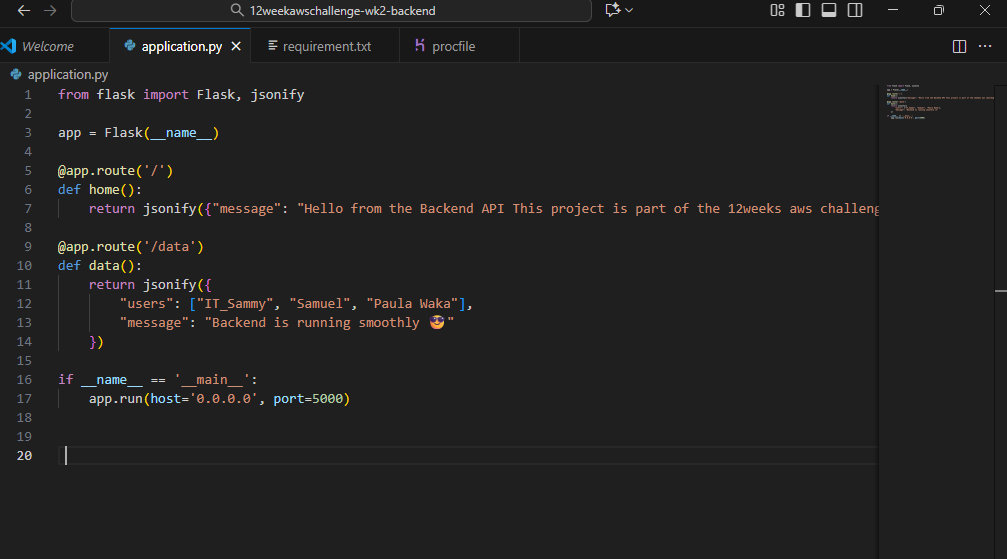 12weekawschallenge-wk2-backend
Welcome application.py requirement.txt procfile
application.py
1 from flask import Flask, jsonify
2
3 app = Flask(__name__)
4
5 @app.route('/')
6 def home():
7 return jsonify({"message": "Hello from the Backend API This project is part of the 12weeks aws challeng
8
9 @app.route('/data')
10 def data():
11 return jsonify({
12 "users": ["IT_Sammy", "Samuel", "Paula Waka"],
13 "message": "Backend is running smoothly 😎"
14 })
15
16 if __name__ == '__main__':
17 app.run(host='0.0.0.0', port=5000)
18
19
20